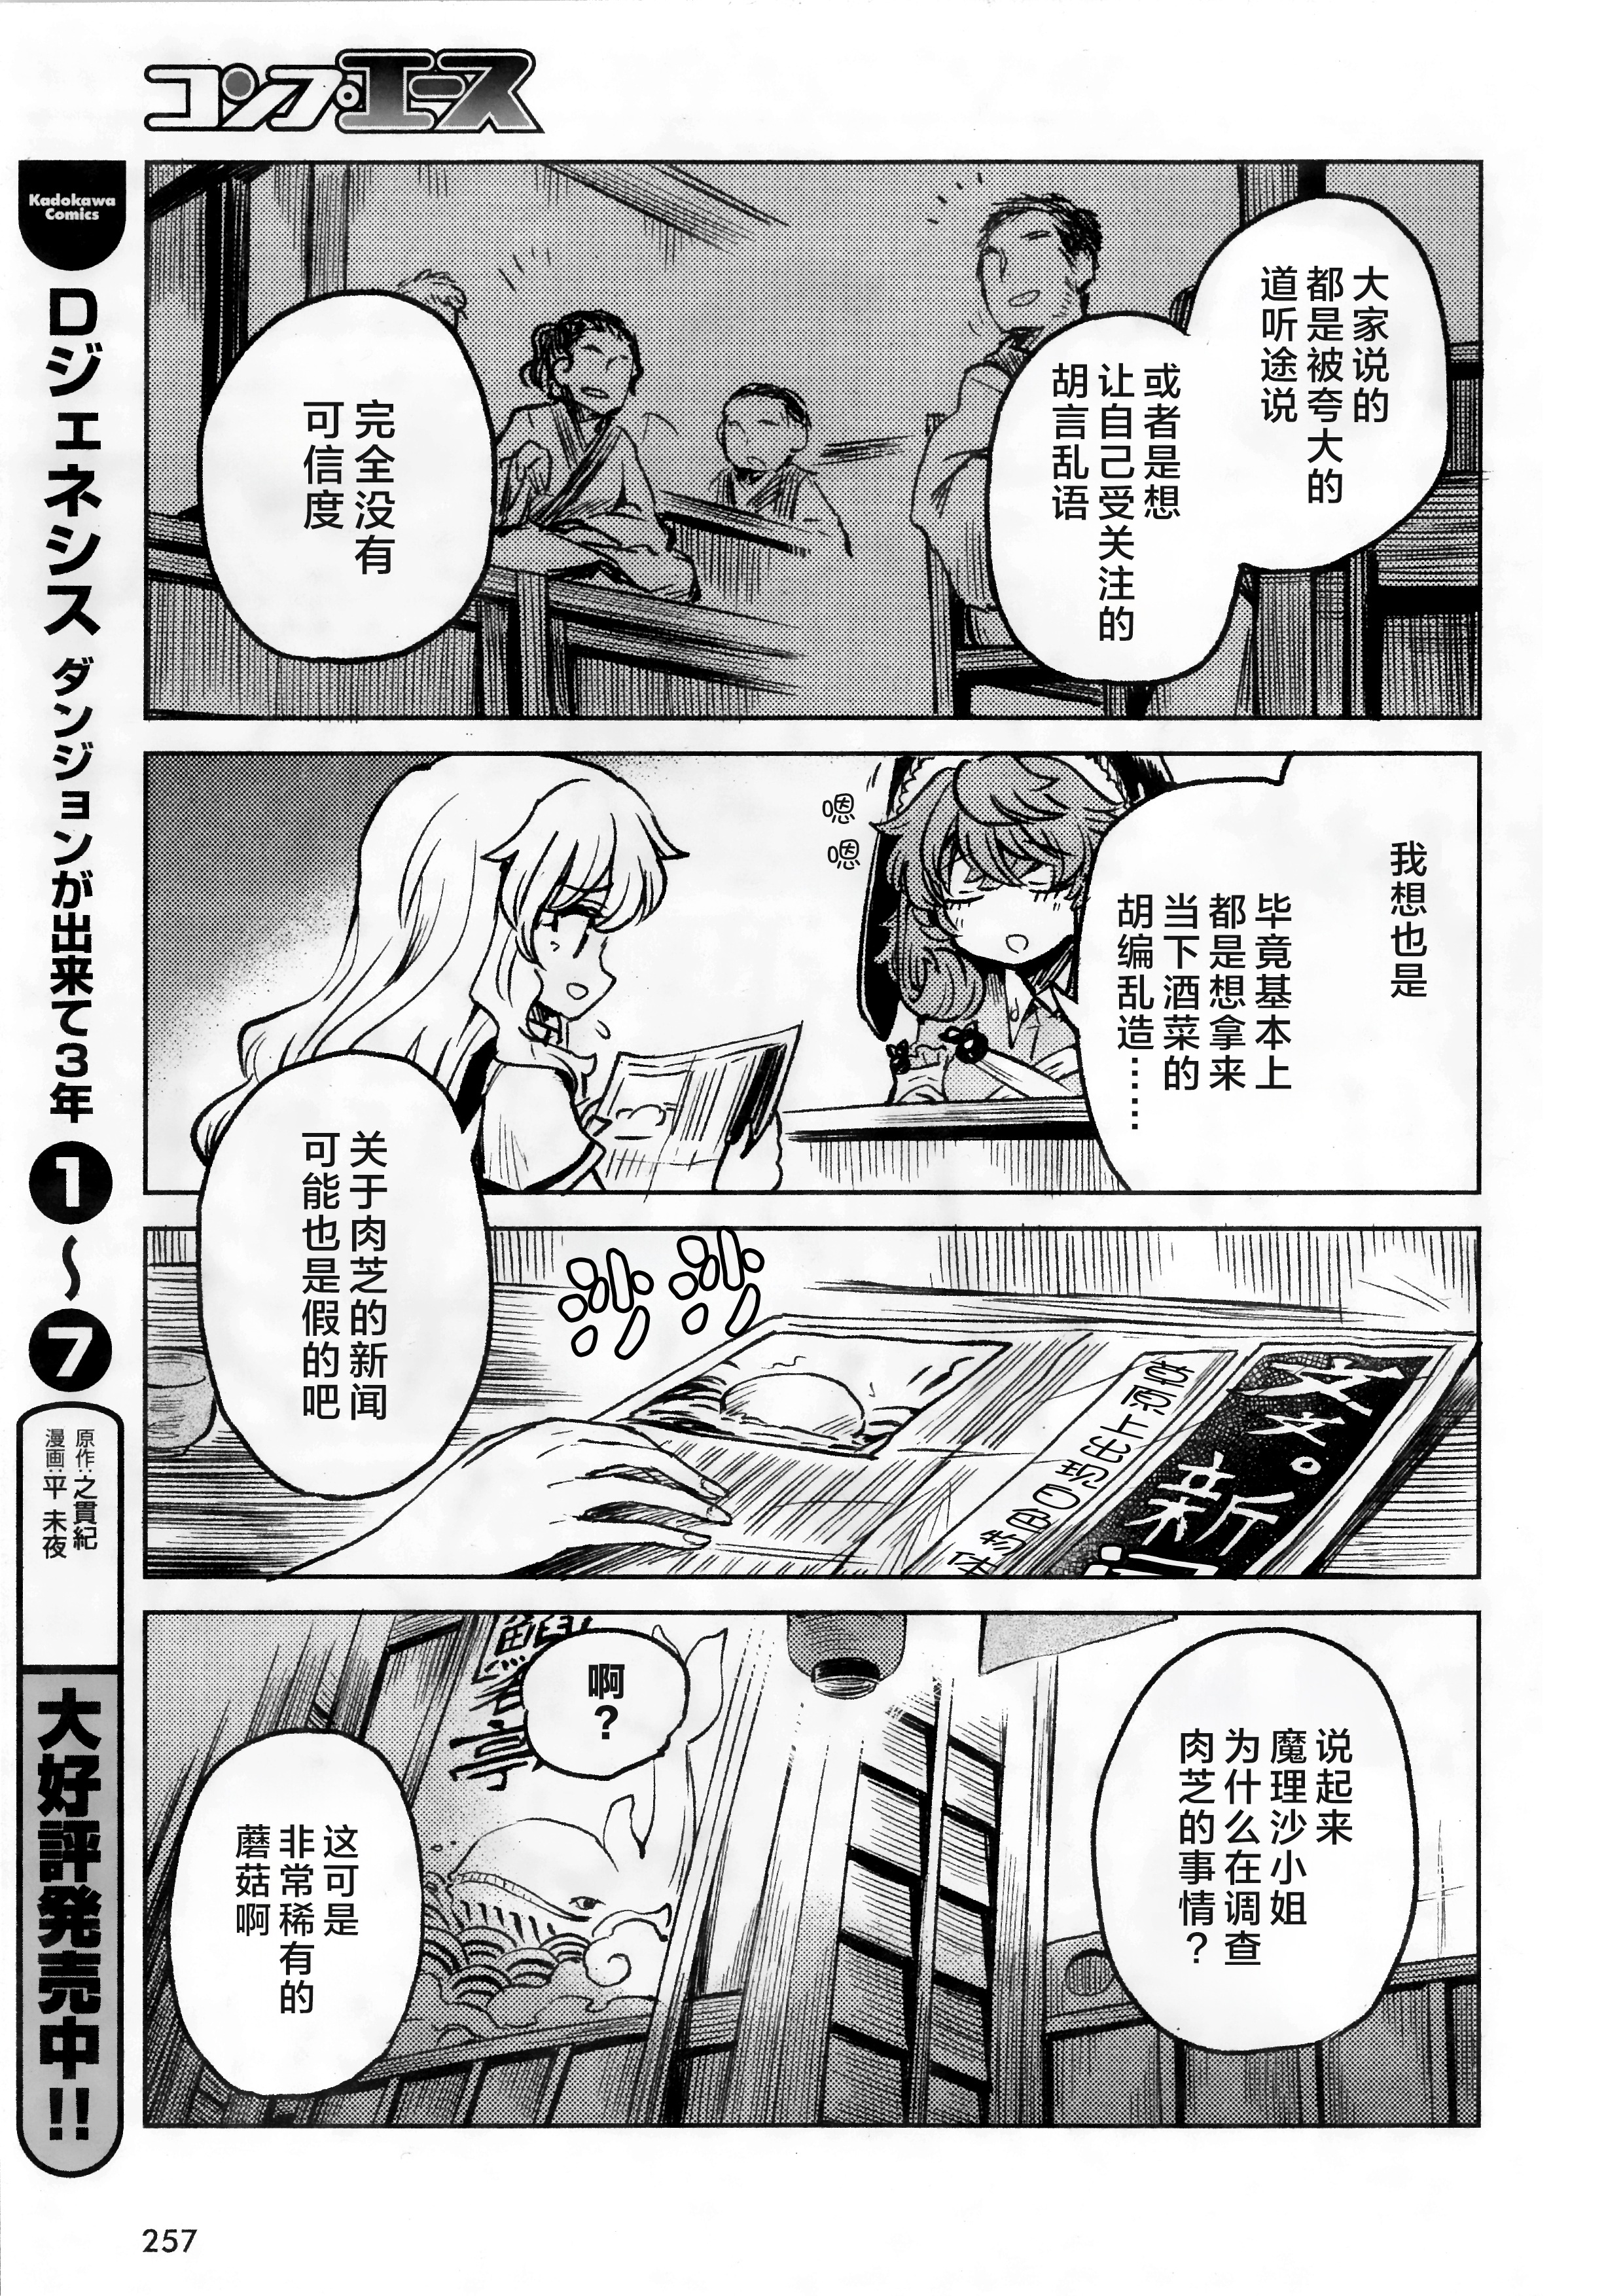 コンプ・エース
大家说的
都是被夸大的
道听途说
或者是想
让自己受关注的
胡言乱语
完全没有
可信度
我想也是
毕竟基本上
都是想拿来
当下酒菜的
胡编乱造……
嗯
嗯
关于肉芝的新闻
可能也是假的吧
沙
沙
文。
新
草原上
说起来
魔理沙小姐
为什么在调查
肉芝的事情？
啊？
这可是
非常稀有的
蘑菇啊
鯢呑亭
Kadokawa
Comics
Dジェネシス ダンジョンが出来て3年
1～7
原作:之貫紀
漫画:平 未夜
大好評発売中!!
257